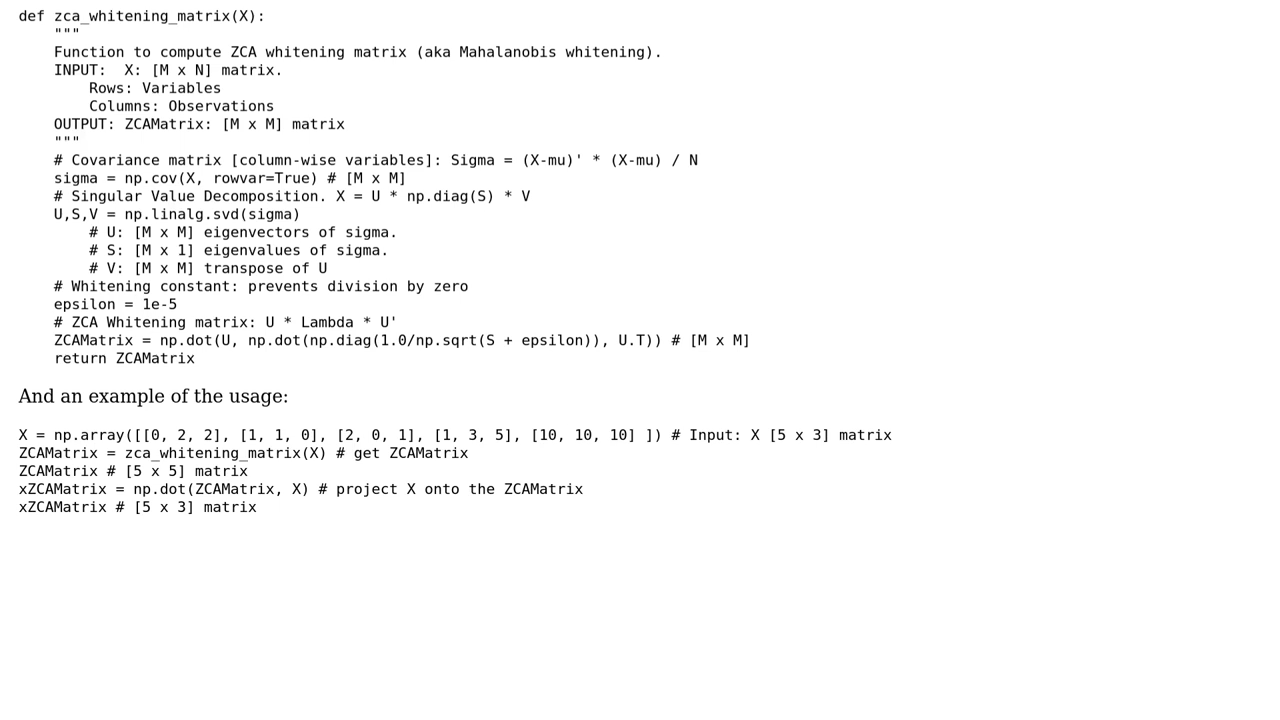 def zca_whitening_matrix(X):
    """
    Function to compute ZCA whitening matrix (aka Mahalanobis whitening).
    INPUT:  X: [M x N] matrix.
        Rows: Variables
        Columns: Observations
    OUTPUT: ZCAMatrix: [M x M] matrix
    """
    # Covariance matrix [column-wise variables]: Sigma = (X-mu)' * (X-mu) / N
    sigma = np.cov(X, rowvar=True) # [M x M]
    # Singular Value Decomposition. X = U * np.diag(S) * V
    U,S,V = np.linalg.svd(sigma)
        # U: [M x M] eigenvectors of sigma.
        # S: [M x 1] eigenvalues of sigma.
        # V: [M x M] transpose of U
    # Whitening constant: prevents division by zero
    epsilon = 1e-5
    # ZCA Whitening matrix: U * Lambda * U'
    ZCAMatrix = np.dot(U, np.dot(np.diag(1.0/np.sqrt(S + epsilon)), U.T)) # [M x M]
    return ZCAMatrix
And an example of the usage:
X = np.array([[0, 2, 2], [1, 1, 0], [2, 0, 1], [1, 3, 5], [10, 10, 10] ]) # Input: X [5 x 3] matrix
ZCAMatrix = zca_whitening_matrix(X) # get ZCAMatrix
ZCAMatrix # [5 x 5] matrix
xZCAMatrix = np.dot(ZCAMatrix, X) # project X onto the ZCAMatrix
xZCAMatrix # [5 x 3] matrix